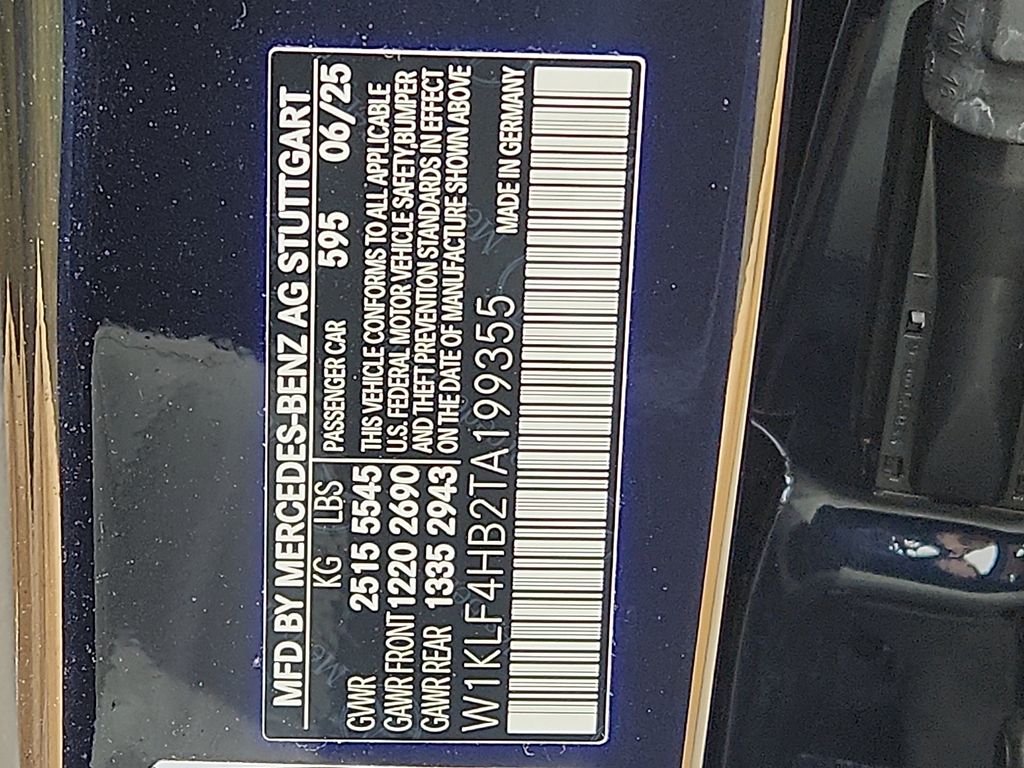 MFD BY MERCEDES-BENZ AG STUTTGART
KG LBS PASSENGER CAR 595 06/25
GVWR 2515 5545
GAWR FRONT 1220 2690
GAWR REAR 1335 2943
THIS VEHICLE CONFORMS TO ALL APPLICABLE
U.S. FEDERAL MOTOR VEHICLE SAFETY,BUMPER
AND THEFT PREVENTION STANDARDS IN EFFECT
ON THE DATE OF MANUFACTURE SHOWN ABOVE
W1KLF4HB2TA199355 MADE IN GERMANY